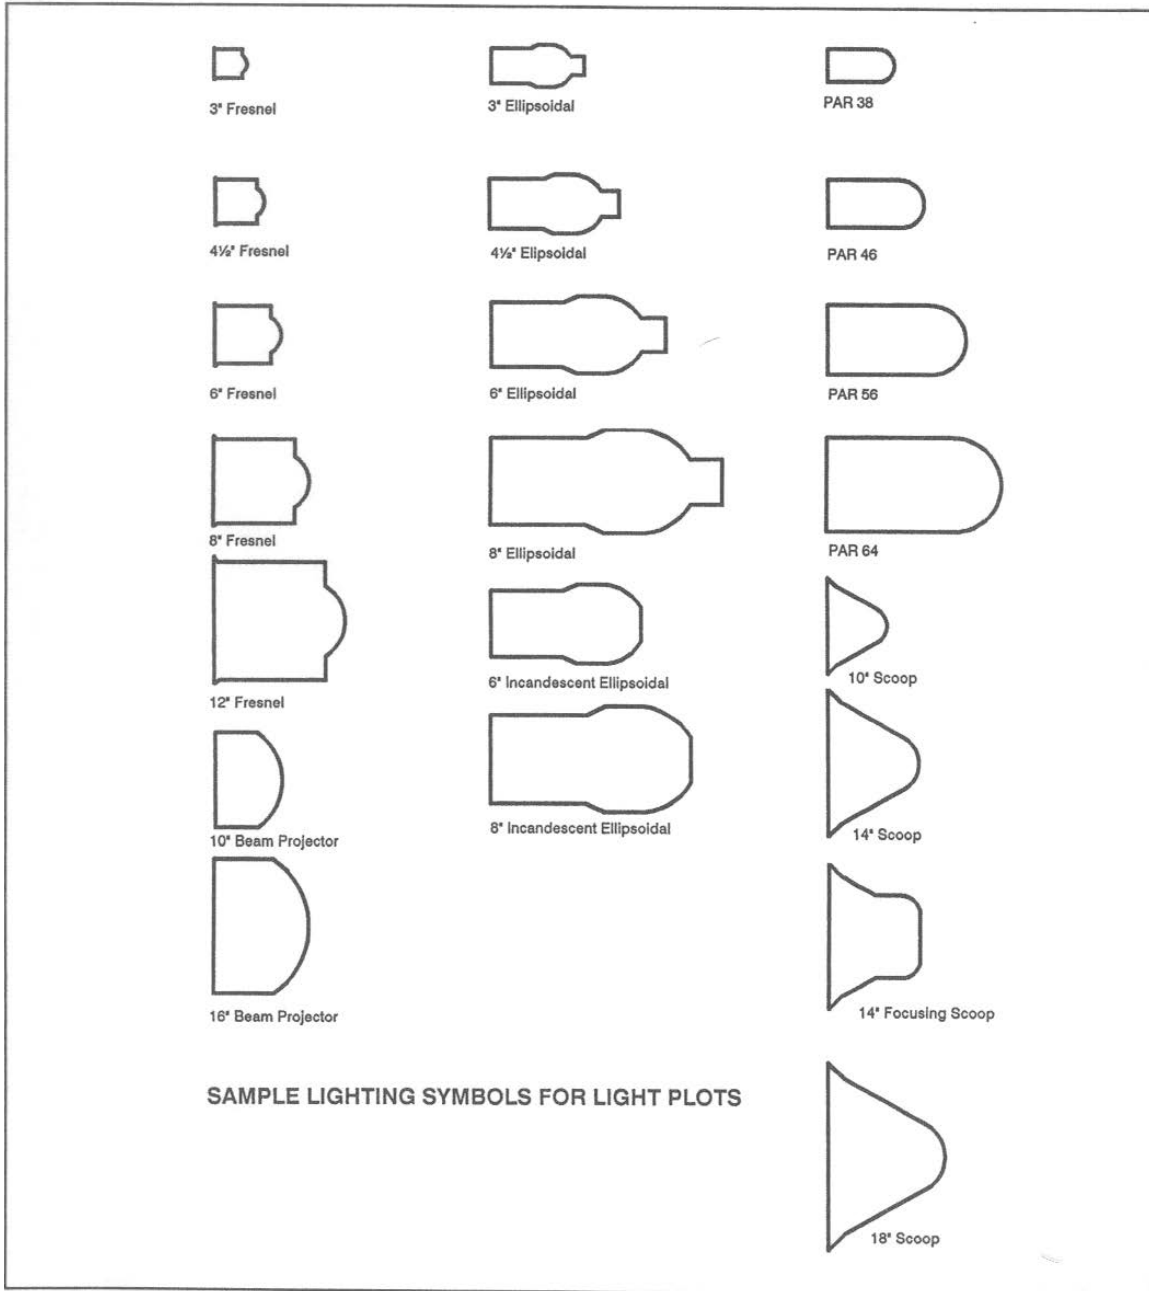 3" Fresnel
3" Ellipsoidal
PAR 38
4½" Fresnel
4½" Elipsoidal
PAR 46
6" Fresnel
6" Ellipsoidal
PAR 56
8" Fresnel
8" Ellipsoidal
PAR 64
12" Fresnel
6" Incandescent Ellipsoidal
10" Scoop
10" Beam Projector
8" Incandescent Ellipsoidal
14" Scoop
16" Beam Projector
14" Focusing Scoop
SAMPLE LIGHTING SYMBOLS FOR LIGHT PLOTS
18" Scoop